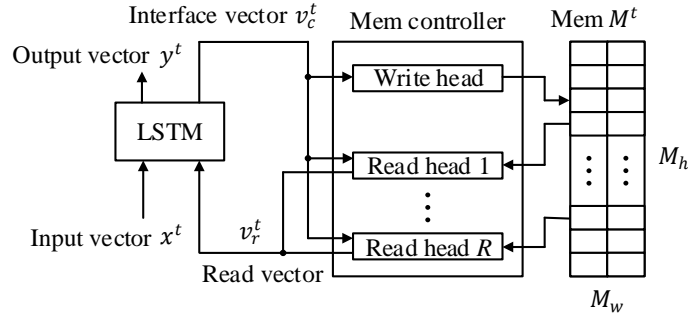 Interface vector v_c^t
Mem controller
Mem M^t
Output vector y^t
Write head
LSTM
Read head 1
M_h
Input vector x^t
v_r^t
Read head R
Read vector
M_w